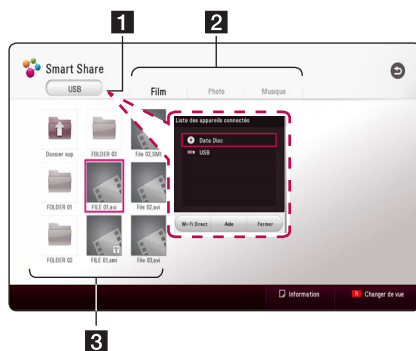 1
2
Smart Share
USB
Film Photo Musique
Liste des appareils connectés
Data Disc
USB
Wi-Fi Direct Aide Fermer
Dossier sup FOLDER 03 File 02,SMI
FOLDER 01 FILE 01,avi File 02,avi
FOLDER 02 FILE 01,smi File 03,avi
Information R Changer de vue
3